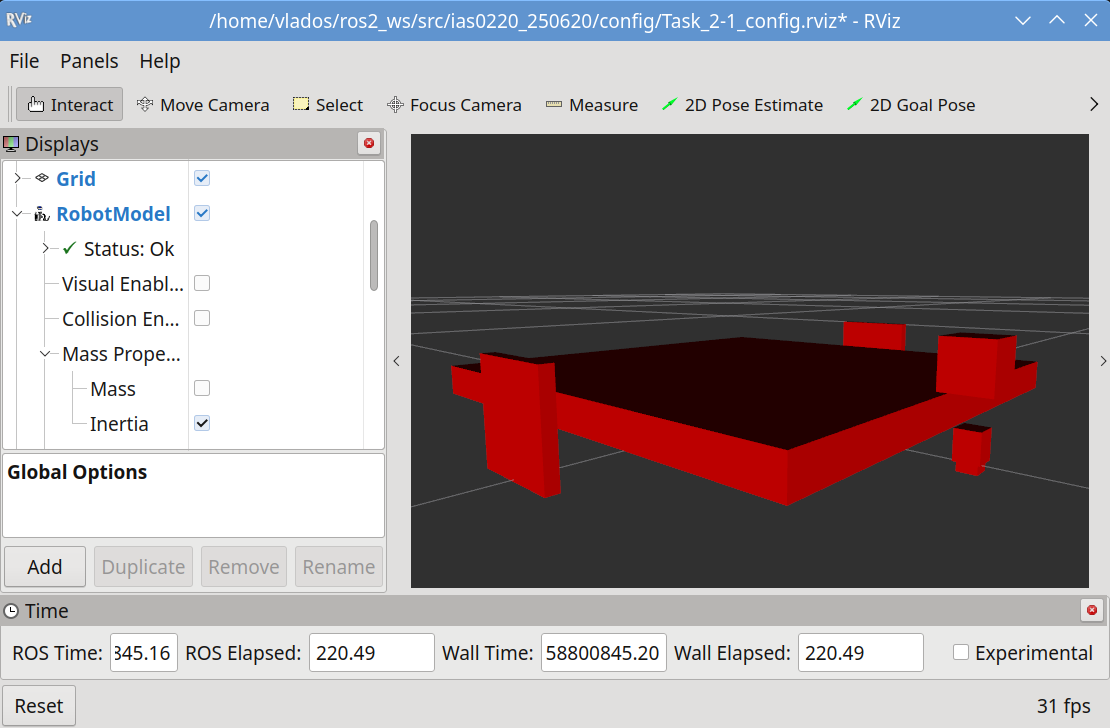 RViz
/home/vlados/ros2_ws/src/ias0220_250620/config/Task_2-1_config.rviz* - RViz
File Panels Help
Interact Move Camera Select Focus Camera Measure 2D Pose Estimate 2D Goal Pose
Displays
Grid
RobotModel
Status: Ok
Visual Enabl...
Collision En...
Mass Prope...
Mass
Inertia
Global Options
Add Duplicate Remove Rename
Time
ROS Time: 845.16 ROS Elapsed: 220.49 Wall Time: 58800845.20 Wall Elapsed: 220.49 Experimental
Reset 31 fps